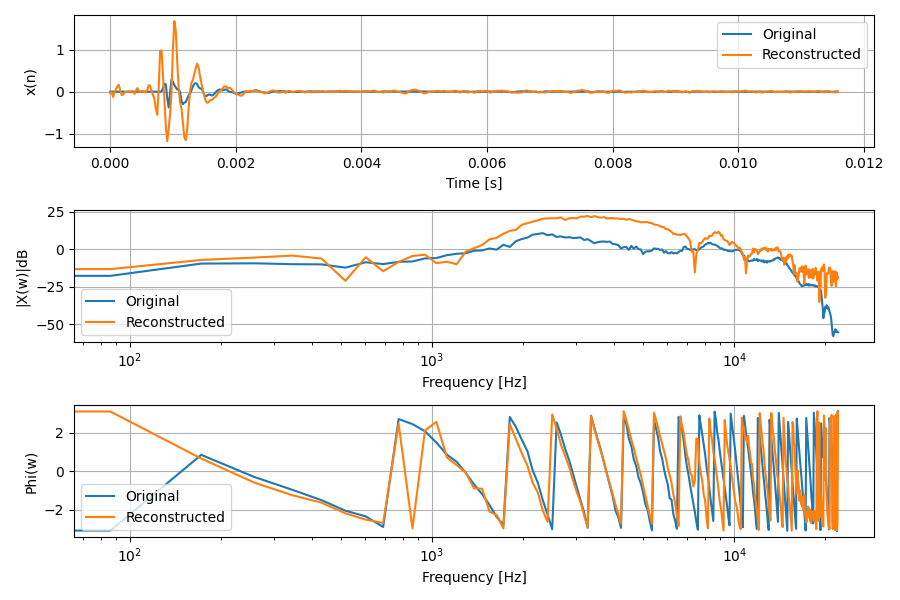 x(n)
1
0
−1
Original
Reconstructed
0.000 0.002 0.004 0.006 0.008 0.010 0.012
Time [s]
|X(w)|dB
25
0
−25
−50
Original
Reconstructed
10² 10³ 10⁴
Frequency [Hz]
Phi(w)
2
0
−2
Original
Reconstructed
10² 10³ 10⁴
Frequency [Hz]